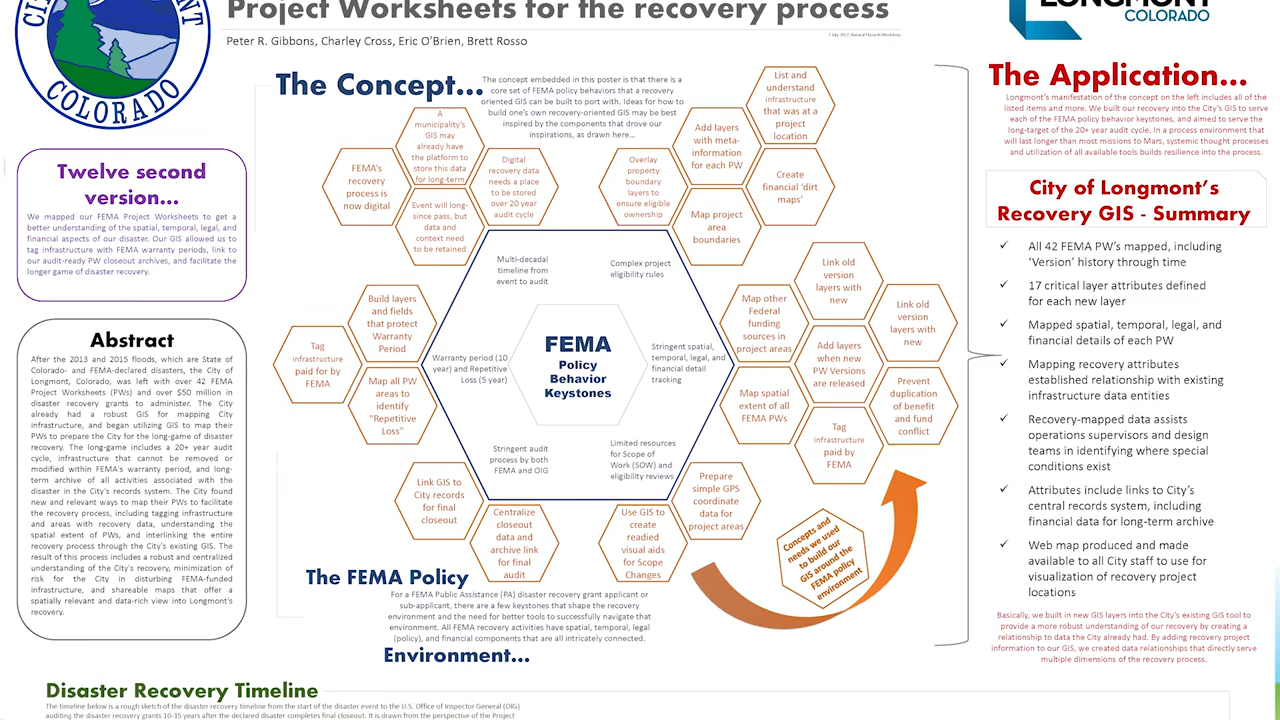 Project Worksheets for the recovery process
Peter R. Gibbons, Charley Cross, Eric O'Brien, Brett Rosso
COLORADO
LONGMONT
COLORADO
Twelve second
version...
We mapped our FEMA Project Worksheets to get a
better understanding of the spatial, temporal, legal, and
financial aspects of our disaster. Our GIS allowed us to
tag infrastructure with FEMA warranty periods, link to
our audit-ready PW closeout archives, and facilitate the
longer game of disaster recovery.
Abstract
After the 2013 and 2015 floods, which are State of
Colorado- and FEMA-declared disasters, the City of
Longmont, Colorado, was left with over 42 FEMA
Project Worksheets (PWs) and over $50 million in
disaster recovery grants to administer. The City
already had a robust GIS for mapping City
infrastructure, and began utilizing GIS to map their
PWs to prepare the City for the long-game of disaster
recovery. The long-game includes a 20+ year audit
cycle, infrastructure that cannot be removed or
modified within FEMA's warranty period, and long-
term archive of all activities associated with the
disaster in the City's records system. The City found
new and relevant ways to map their PWs to facilitate
the recovery process, including tagging infrastructure
and areas with recovery data, understanding the
spatial extent of PWs, and interlinking the entire
recovery process through the City's existing GIS. The
result of this process includes a robust and centralized
understanding of the City's recovery, minimization of
risk for the City in disturbing FEMA-funded
infrastructure, and shareable maps that offer a
spatially relevant and data-rich view into Longmont's
recovery.
The Concept...
The concept embedded in this poster is that there is a
core set of FEMA policy behaviors that a recovery
oriented GIS can be built to port with. Ideas for how to
build one's own recovery-oriented GIS may be best
inspired by the components that drove our
inspirations, as drawn here...
A
municipality's
GIS may
already have
the platform to
store this data
for long-term
FEMA's
recovery
process is
now digital
Digital
recovery data
needs a place
to be stored
over 20 year
audit cycle
Event will long-
since pass, but
data and
context need
to be retained
List and
understand
infrastructure
that was at a
project
location
Add layers
with meta-
information
for each PW
Overlay
property
boundary
layers to
ensure eligible
ownership
Create
financial 'dirt
maps'
Map project
area
boundaries
Multi-decadal
timeline from
event to audit
Complex project
eligibility rules
Build layers
and fields
that protect
Warranty
Period
Tag
infrastructure
paid for by
FEMA
Map all PW
areas to
identify
"Repetitive
Loss"
Warranty period (10
year) and Repetitive
Loss (5 year)
FEMA
Policy
Behavior
Keystones
Stringent spatial,
temporal, legal, and
financial detail
tracking
Link old
version
layers with
new
Map other
Federal
funding
sources in
project areas
Link old
version
layers with
new
Add layers
when new
PW Versions
are released
Map spatial
extent of all
FEMA PWs
Prevent
duplication
of benefit
and fund
conflict
Tag
infrastructure
paid by
FEMA
Stringent audit
process by both
FEMA and OIG
Limited resources
for Scope of
Work (SOW) and
eligibility reviews
Link GIS to
City records
for final
closeout
Centralize
closeout
data and
archive link
for final
audit
Use GIS to
create
readied
visual aids
for Scope
Changes
Prepare
simple GPS
coordinate
data for
project areas
Concepts and
needs we used
to build our
GIS around the
FEMA policy
environment
The FEMA Policy
For a FEMA Public Assistance (PA) disaster recovery grant applicant or
sub-applicant, there are a few keystones that shape the recovery
environment and the need for better tools to successfully navigate that
environment. All FEMA recovery activities have spatial, temporal, legal
(policy), and financial components that are all intricately connected.
Environment...
The Application...
Longmont's manifestation of the concept on the left includes all of the
listed items and more. We built our recovery into the City's GIS to serve
each of the FEMA policy behavior keystones, and aimed to serve the
long-target of the 20+ year audit cycle. In a process environment that
will last longer than most missions to Mars, systemic thought processes
and utilization of all available tools builds resilience into the process.
City of Longmont's
Recovery GIS - Summary
✓ All 42 FEMA PW's mapped, including
'Version' history through time
✓ 17 critical layer attributes defined
for each new layer
✓ Mapped spatial, temporal, legal, and
financial details of each PW
✓ Mapping recovery attributes
established relationship with existing
infrastructure data entities
✓ Recovery-mapped data assists
operations supervisors and design
teams in identifying where special
conditions exist
✓ Attributes include links to City's
central records system, including
financial data for long-term archive
✓ Web map produced and made
available to all City staff to use for
visualization of recovery project
locations
Basically, we built in new GIS layers into the City's existing GIS tool to
provide a more robust understanding of our recovery by creating a
relationship to data the City already had. By adding recovery project
information to our GIS, we created data relationships that directly serve
multiple dimensions of the recovery process.
Disaster Recovery Timeline
The timeline below is a rough sketch of the disaster recovery timeline from the start of the disaster event to the U.S. Office of Inspector General (OIG)
auditing the disaster recovery grants 10-15 years after the declared disaster completes final closeout. It is drawn from the perspective of the Project